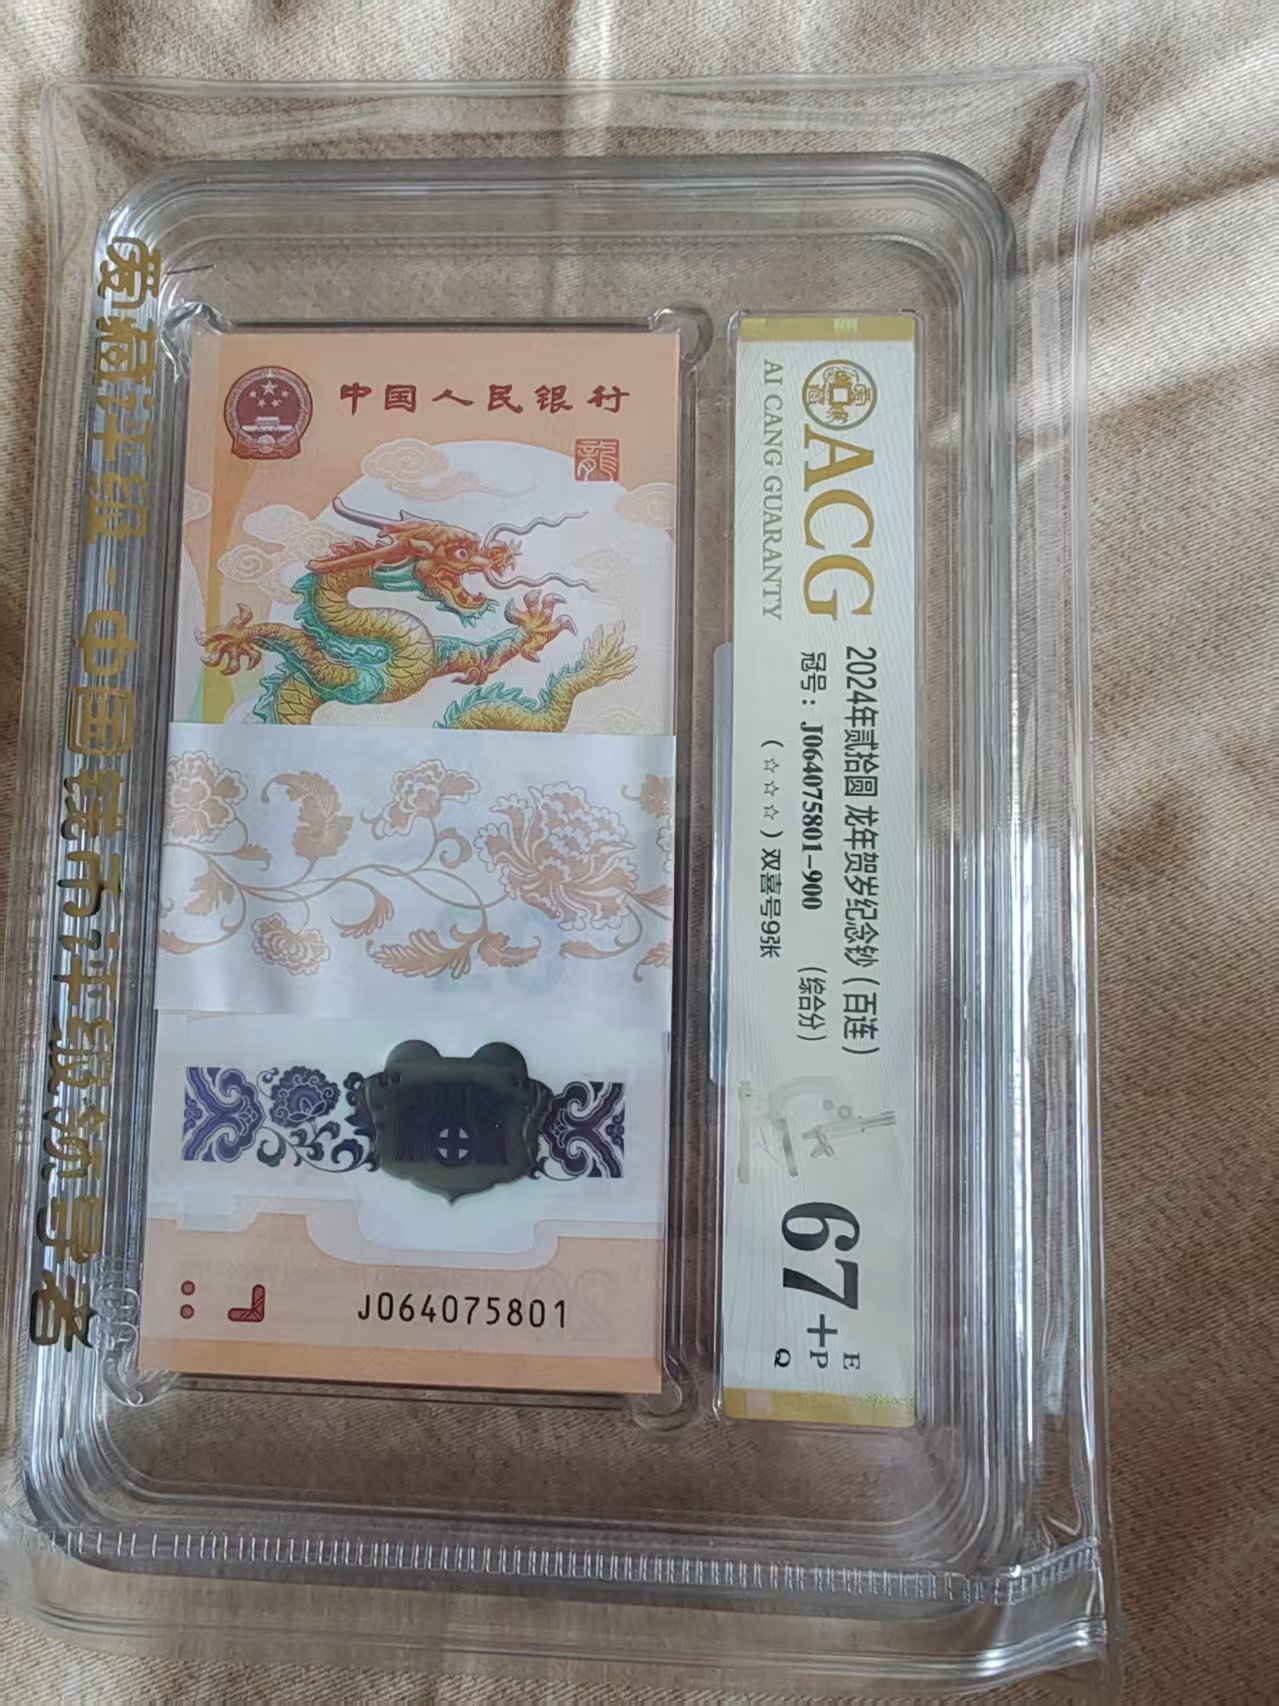 爱藏评级·中国钱币评级领导者
中国人民银行
龍
J064075801
ACG
AI CANG GUARANTY
2024年贰拾圆 龙年贺岁纪念钞（百连）
冠号：J064075801-900 （综合分）
（☆☆☆）双喜号9张
67+
E
P
Q